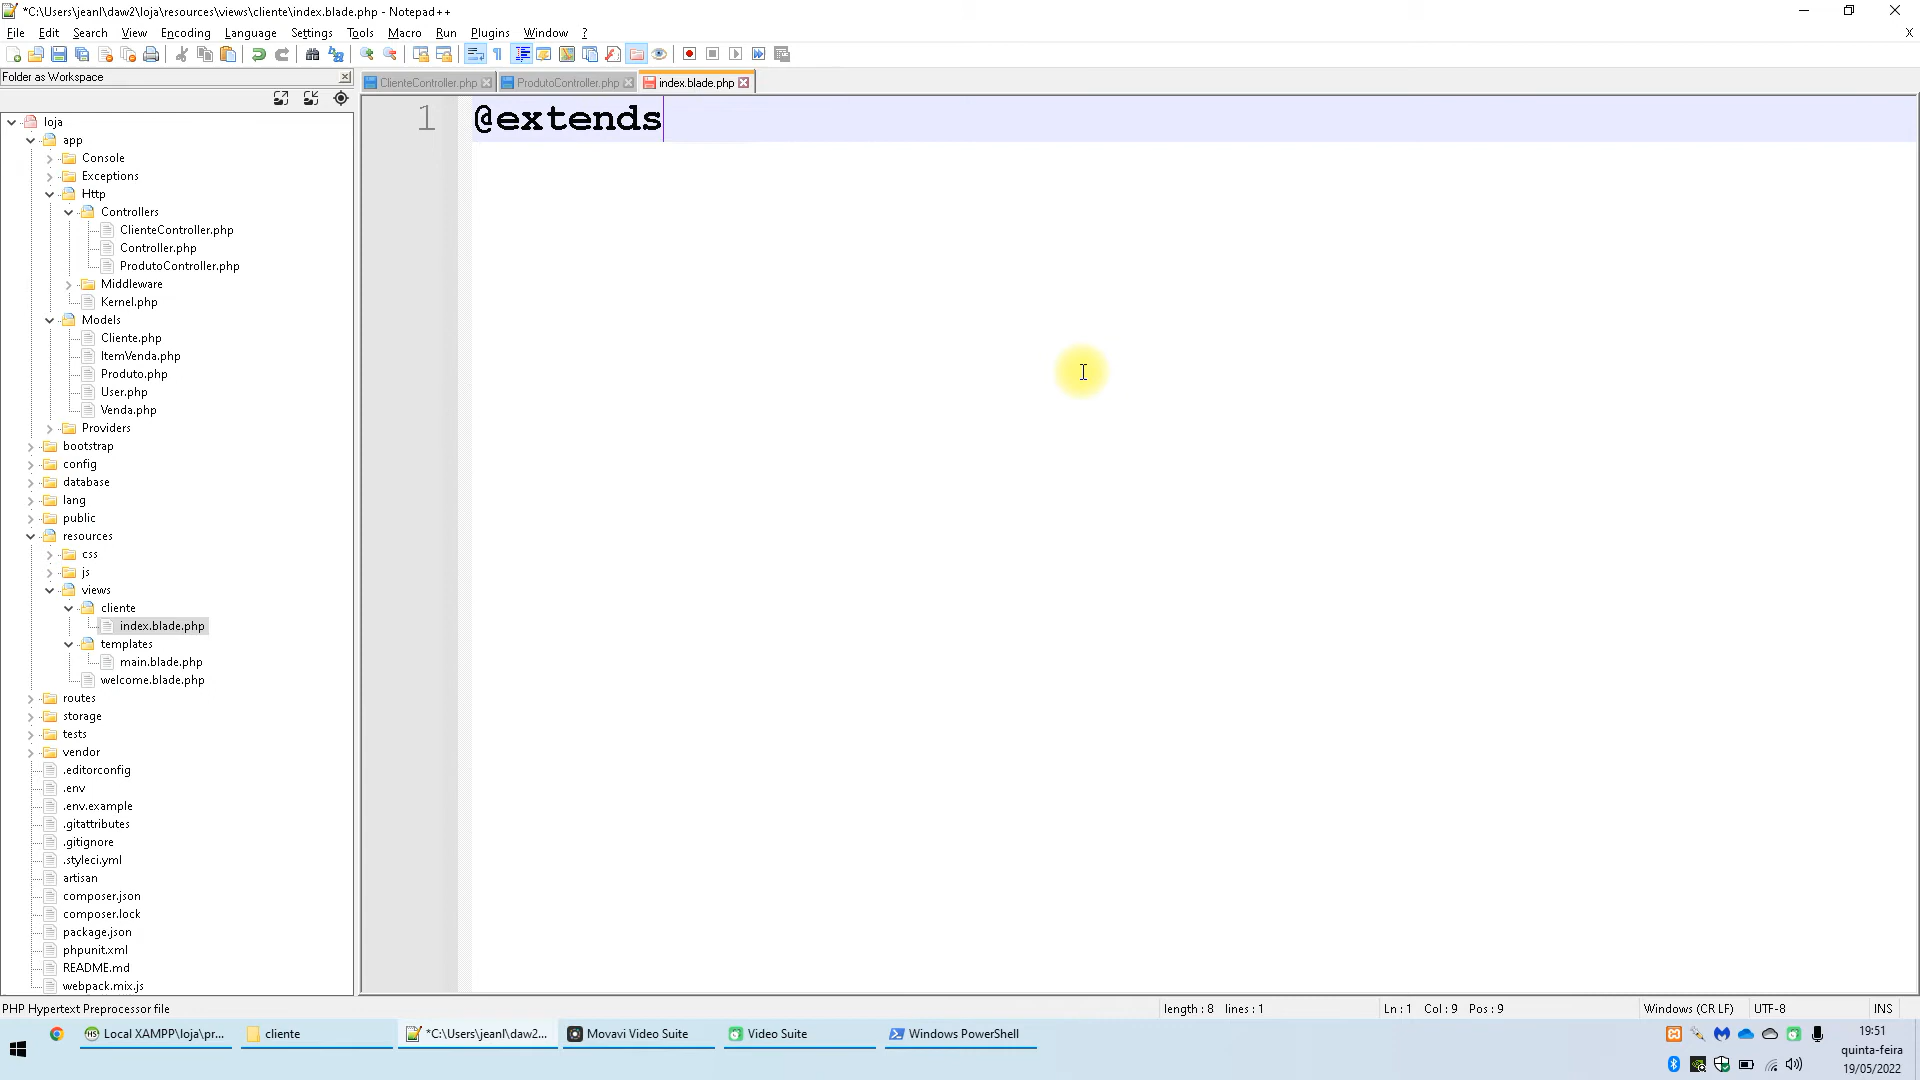 *C:\Users\jeanl\daw2\loja\resources\views\cliente\index.blade.php - Notepad++
File Edit Search View Encoding Language Settings Tools Macro Run Plugins Window ? X
Folder as Workspace
ClienteController.php ProdutoController.php index.blade.php
1 @extends
loja
app
Console
Exceptions
Http
Controllers
ClienteController.php
Controller.php
ProdutoController.php
Middleware
Kernel.php
Models
Cliente.php
ItemVenda.php
Produto.php
User.php
Venda.php
Providers
bootstrap
config
database
lang
public
resources
css
js
views
cliente
index.blade.php
templates
main.blade.php
welcome.blade.php
routes
storage
tests
vendor
.editorconfig
.env
.env.example
.gitattributes
.gitignore
.styleci.yml
artisan
composer.json
composer.lock
package.json
phpunit.xml
README.md
webpack.mix.js
PHP Hypertext Preprocessor file length : 8 lines : 1 Ln : 1 Col : 9 Pos : 9 Windows (CR LF) UTF-8 INS
Local XAMPP\loja\pr... cliente *C:\Users\jeanl\daw2... Movavi Video Suite Video Suite Windows PowerShell
19:51
quinta-feira
19/05/2022